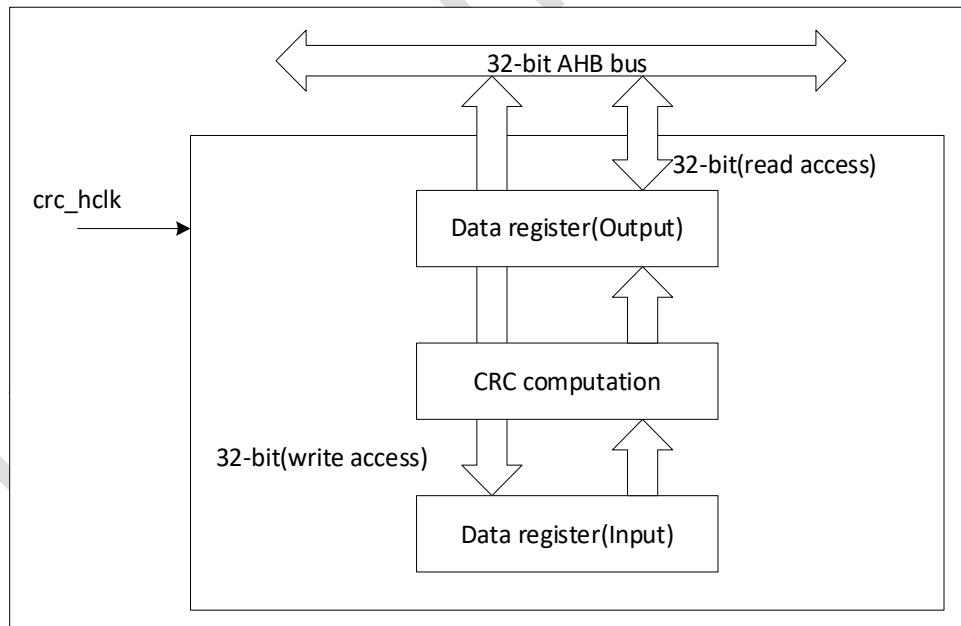 32-bit AHB bus
32-bit(read access)
crc_hclk
Data register(Output)
CRC computation
32-bit(write access)
Data register(Input)